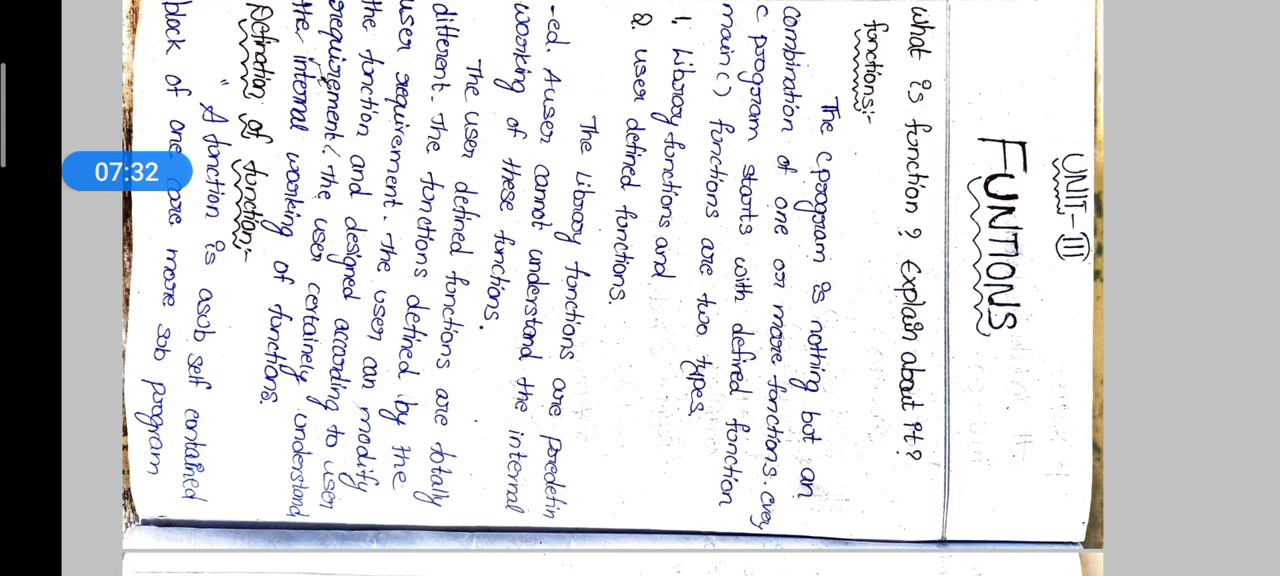 UNIT-III
FUNTIONS
What is function? Explain about it?
functions:-
The c program is nothing but an
combination of one or more functions. every
c program starts with defined function
main() functions are two types
1. Library functions and
2. user defined functions.
The Library functions are predefin
-ed. A user cannot understand the internal
working of these functions.
The user defined functions are totally
different. The functions defined by the
user requirement. The user can modify
the function and designed according to user
requirement. The user certainely understand
the internal working of functions.
Defination of function:-
" A function is a sub self contained
block of one or more sub program
07:32